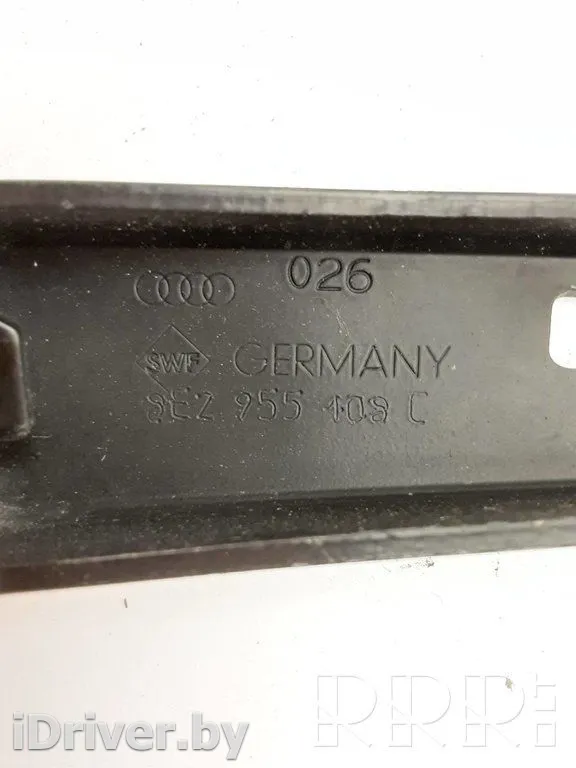 026
SWF GERMANY
8E2 955 408 C
iDriver.by
RRR